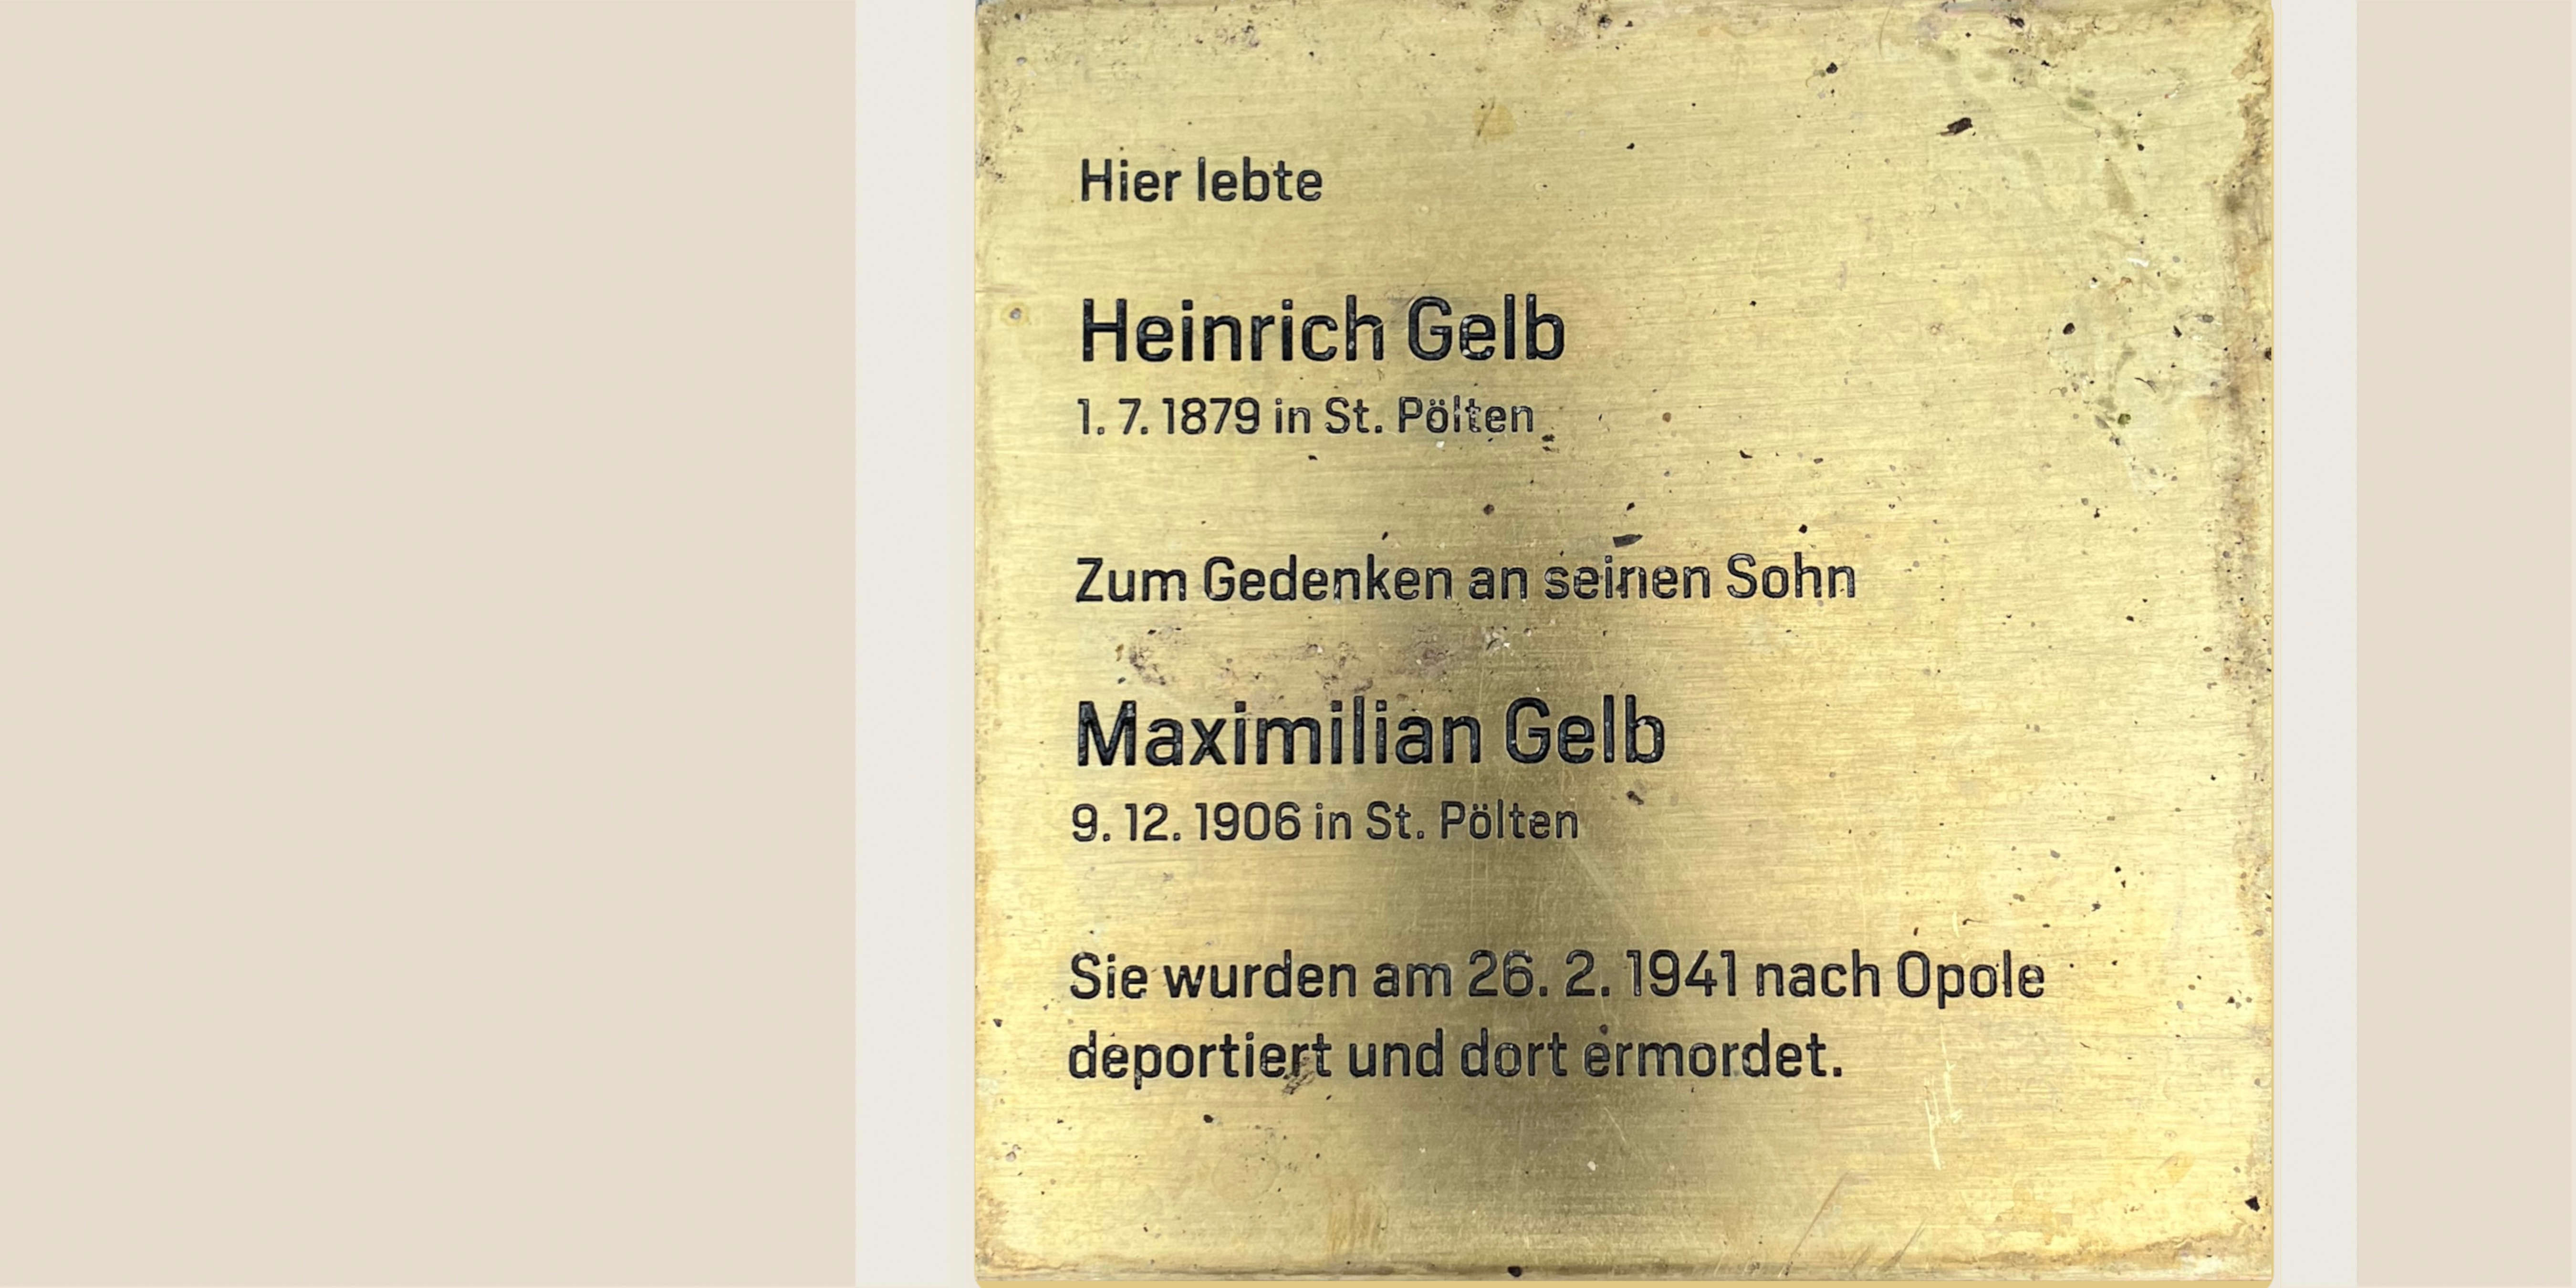 Hier lebte
Heinrich Gelb
1. 7. 1879 in St. Pölten
Zum Gedenken an seinen Sohn
Maximilian Gelb
9. 12. 1906 in St. Pölten
Sie wurden am 26. 2. 1941 nach Opole
deportiert und dort ermordet.